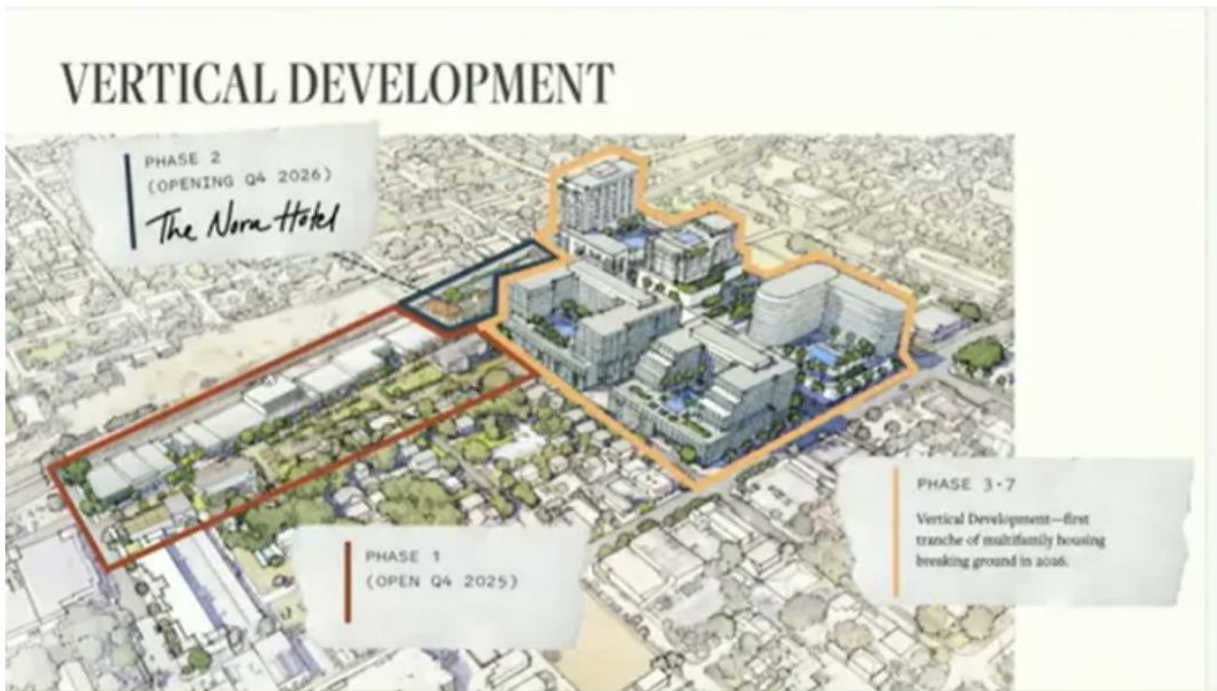 VERTICAL DEVELOPMENT
PHASE 2
(OPENING Q4 2026)
The Nora Hotel
PHASE 1
(OPEN Q4 2025)
PHASE 3-7
Vertical Development—first
tranche of multifamily housing
breaking ground in 2026.